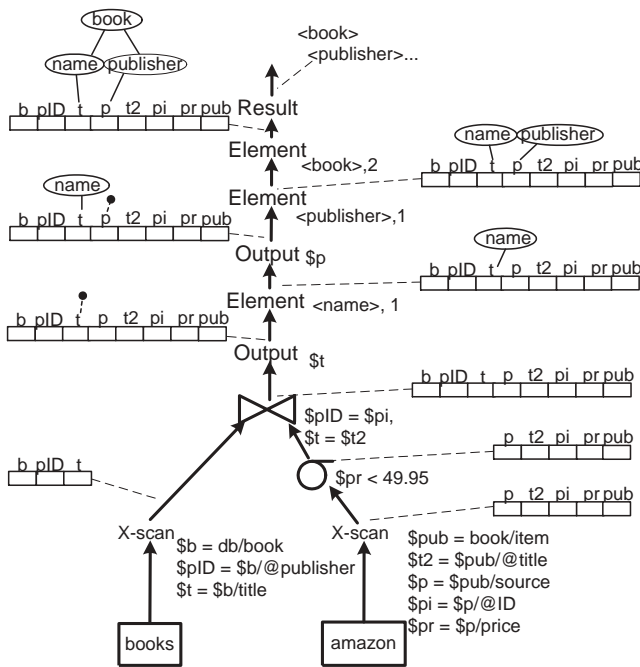 book
<book>
<publisher>...
name publisher
b pID t p t2 pi pr pub
Result
Element
<book>,2
name publisher
b pID t p t2 pi pr pub
name
Element
<publisher>,1
b pID t p t2 pi pr pub
Output $p
name
b pID t p t2 pi pr pub
Element
<name>, 1
b pID t p t2 pi pr pub
Output $t
b pID t p t2 pi pr pub
$pID = $pi,
$t = $t2
p t2 pi pr pub
b pID t
$pr < 49.95
p t2 pi pr pub
X-scan
$b = db/book
$pID = $b/@publisher
$t = $b/title
X-scan
$pub = book/item
$t2 = $pub/@title
$p = $pub/source
$pi = $p/@ID
$pr = $p/price
books
amazon